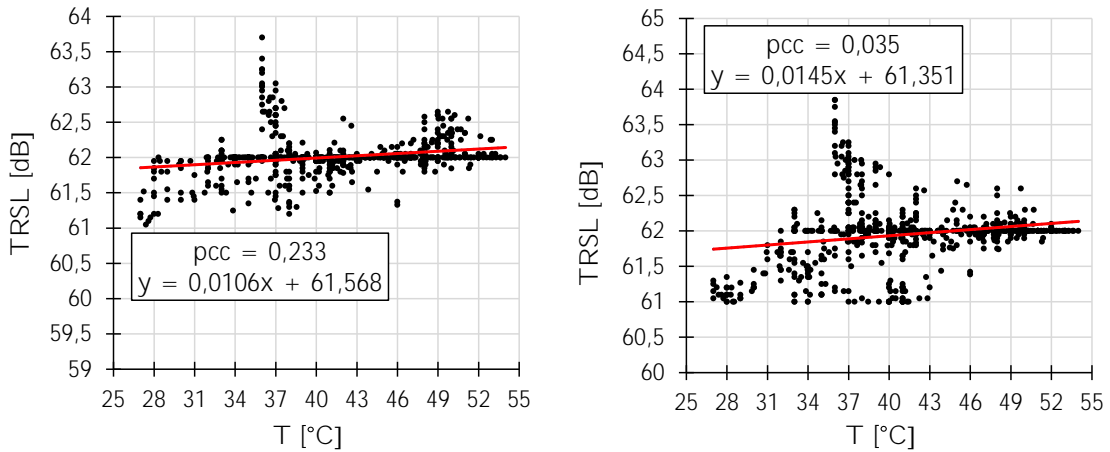 64
63,5
63
62,5
62
61,5
61
60,5
60
59,5
59
TRSL [dB]
pcc = 0,233
y = 0,0106x + 61,568
25 28 31 34 37 40 43 46 49 52 55
T [°C]
65
64,5
64
63,5
63
62,5
62
61,5
61
60,5
60
TRSL [dB]
pcc = 0,035
y = 0,0145x + 61,351
25 28 31 34 37 40 43 46 49 52 55
T [°C]